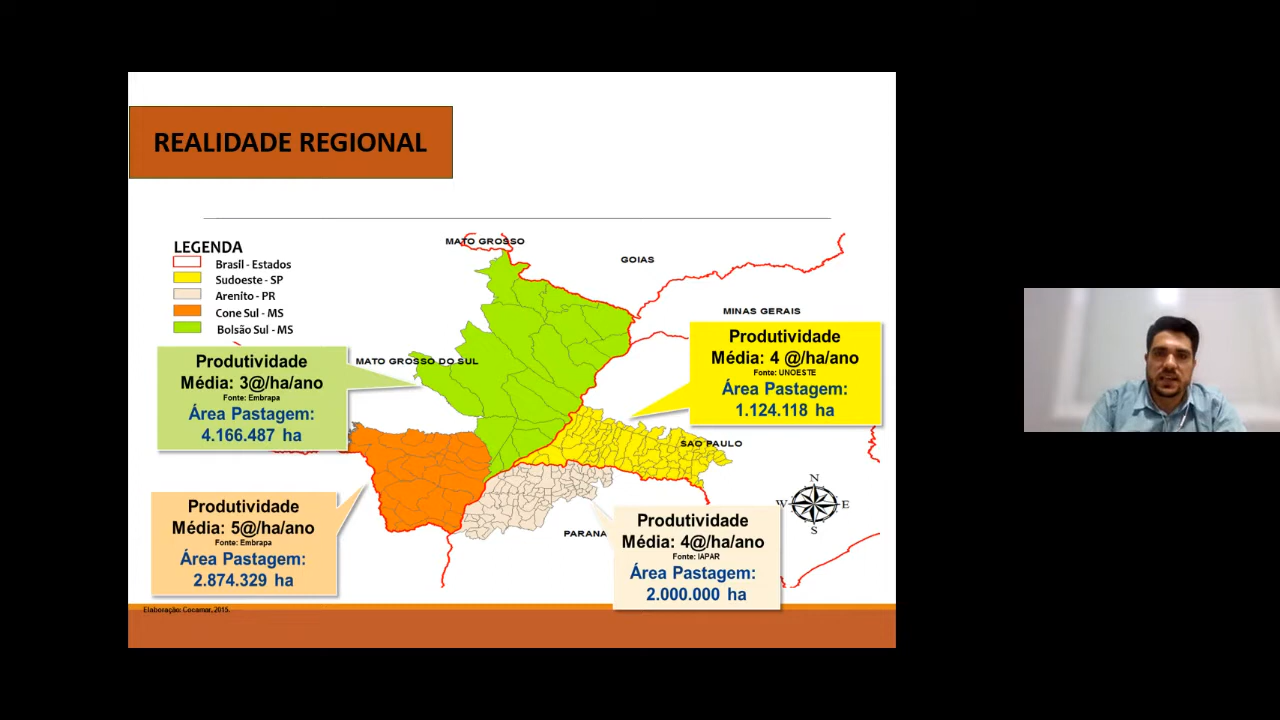 REALIDADE REGIONAL
LEGENDA
Brasil - Estados
Sudoeste - SP
Arenito - PR
Cone Sul - MS
Bolsão Sul - MS
MATO GROSSO
GOIAS
MINAS GERAIS
MATO GROSSO DO SUL
SAO PAULO
PARANA
Produtividade
Média: 3@/ha/ano
Fonte: Embrapa
Área Pastagem:
4.166.487 ha
Produtividade
Média: 4 @/ha/ano
Fonte: UNOESTE
Área Pastagem:
1.124.118 ha
Produtividade
Média: 5@/ha/ano
Fonte: Embrapa
Área Pastagem:
2.874.329 ha
Produtividade
Média: 4@/ha/ano
Fonte: IAPAR
Área Pastagem:
2.000.000 ha
N
W E
S
Elaboração: Cocamar, 2015.